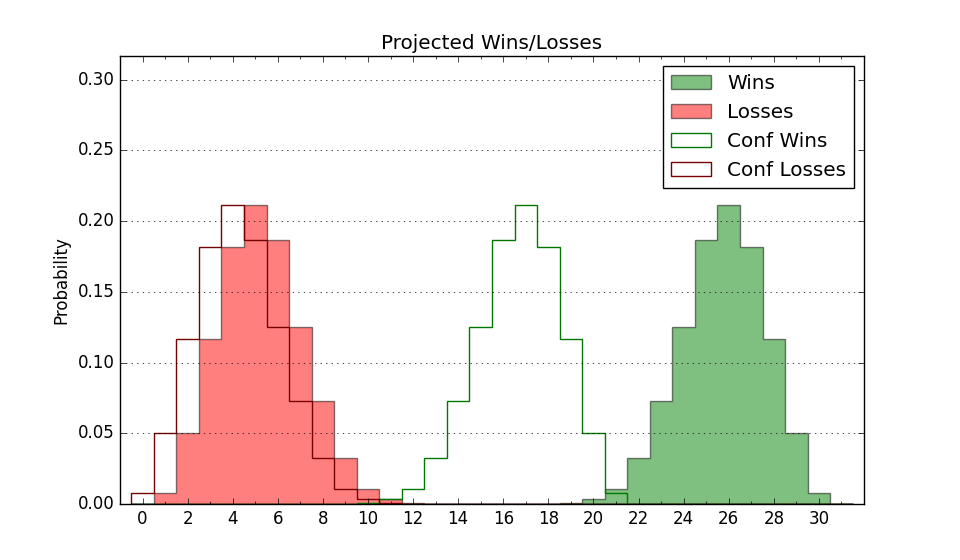 Projected Wins/Losses
Probability
0.30
0.25
0.20
0.15
0.10
0.05
0.00
0 2 4 6 8 10 12 14 16 18 20 22 24 26 28 30
Wins
Losses
Conf Wins
Conf Losses